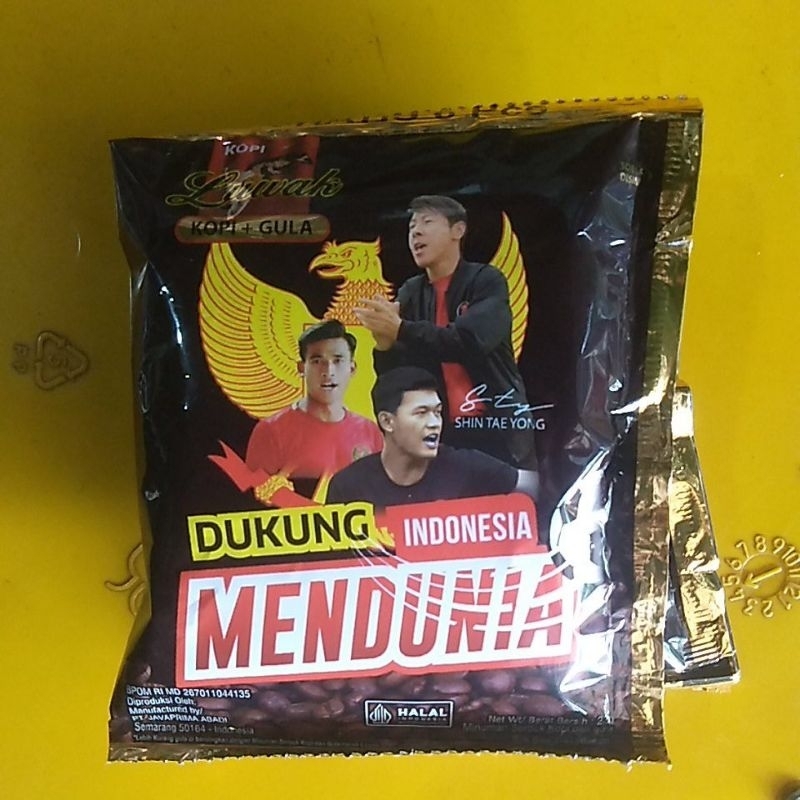 KOPI
Luwak
KOPI + GULA
SHIN TAE YONG
DUKUNG
INDONESIA
MENDUNIA
BPOM RI MD 267011044135
Diproduksi Oleh:
Manufactured by/
PT. JAVAPRIMA ABADI
Semarang 50164 - Indonesia
HALAL
INDONESIA
Net Wt/ Berat Bersih